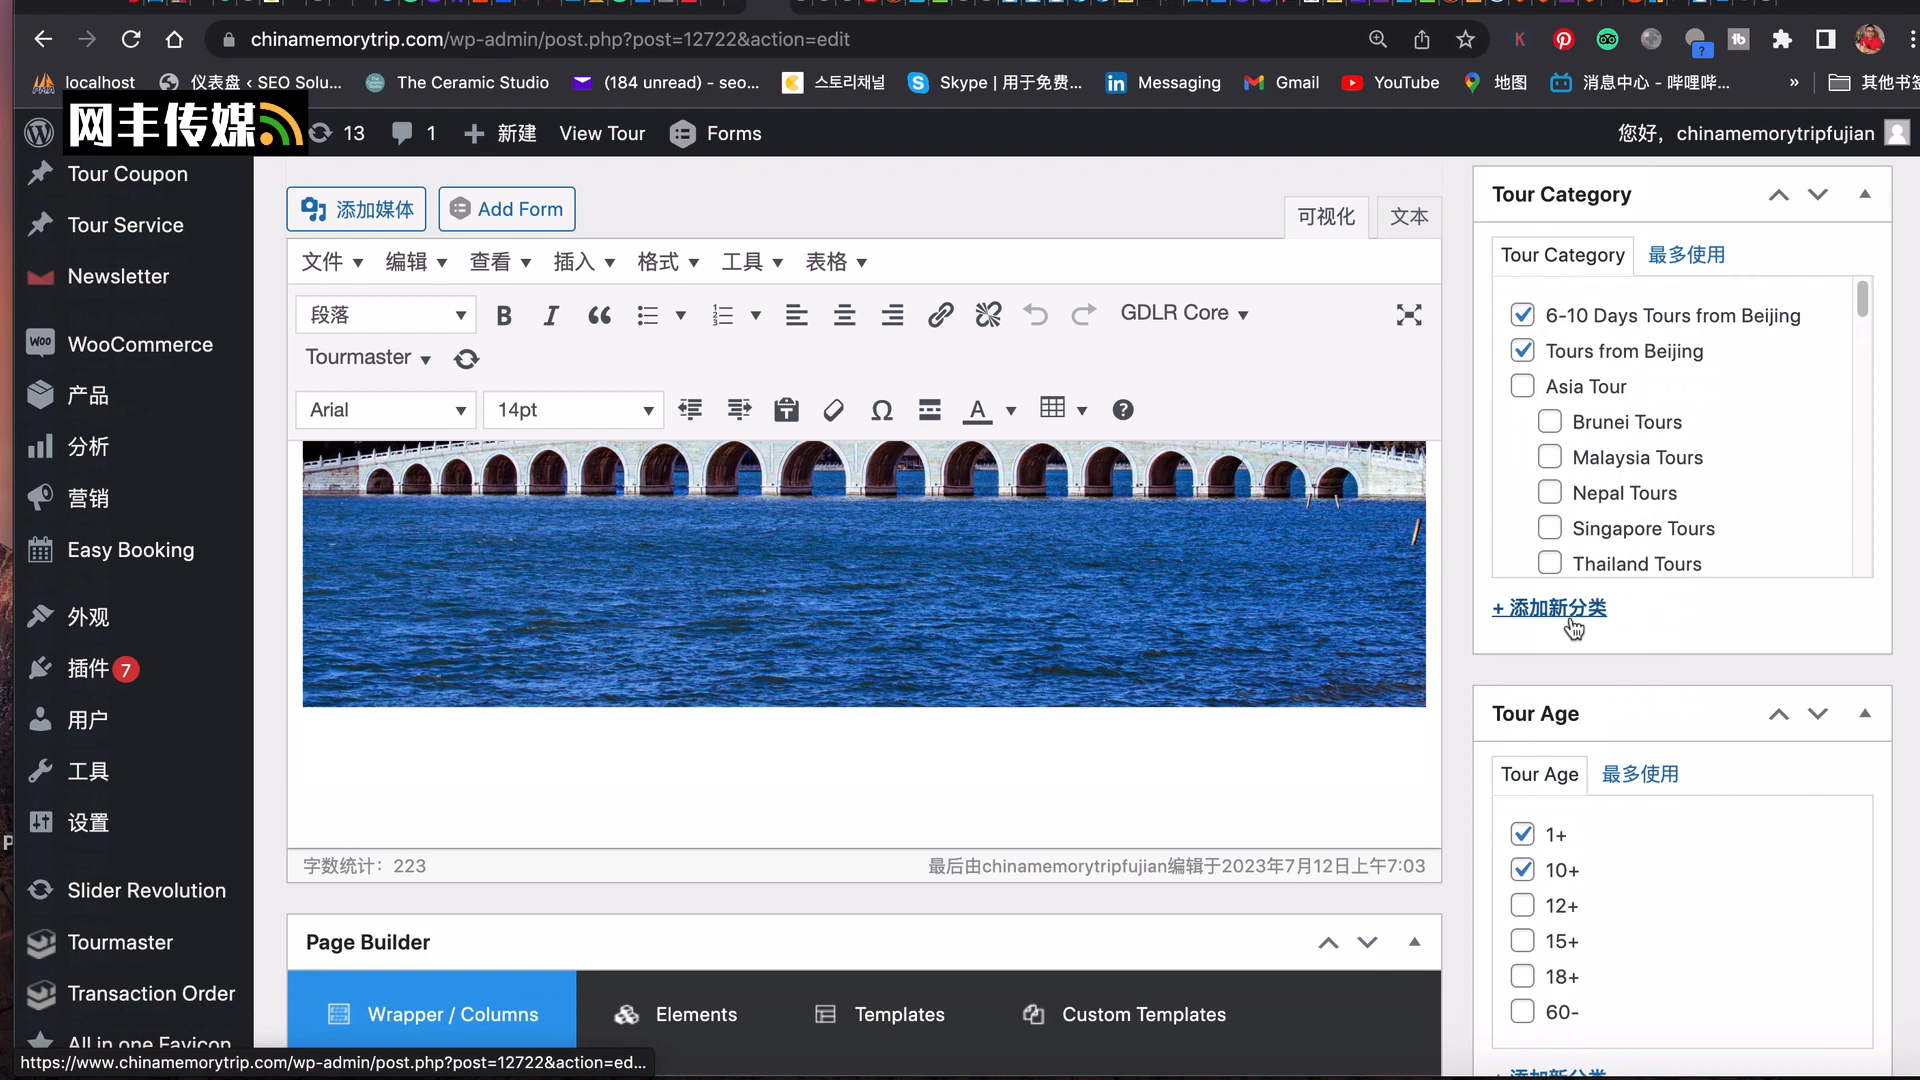 chinamemorytrip.com/wp-admin/post.php?post=12722&action=edit
localhost
仪表盘 ‹ SEO Solu...
The Ceramic Studio
(184 unread) - seo...
스토리채널
Skype | 用于免费...
Messaging
Gmail
YouTube
地图
消息中心 - 哔哩哔...
»
其他书签
网丰传媒
13
1
新建
View Tour
Forms
您好，chinamemorytripfujian
Tour Coupon
Tour Service
Newsletter
WooCommerce
产品
分析
营销
Easy Booking
外观
插件 7
用户
工具
设置
Slider Revolution
Tourmaster
Transaction Order
All in one Favicon
添加媒体
Add Form
可视化
文本
文件
编辑
查看
插入
格式
工具
表格
段落
GDLR Core
Tourmaster
Arial
14pt
字数统计：223
最后由chinamemorytripfujian编辑于2023年7月12日上午7:03
Page Builder
Wrapper / Columns
Elements
Templates
Custom Templates
Tour Category
Tour Category
最多使用
6-10 Days Tours from Beijing
Tours from Beijing
Asia Tour
Brunei Tours
Malaysia Tours
Nepal Tours
Singapore Tours
Thailand Tours
+ 添加新分类
Tour Age
Tour Age
最多使用
1+
10+
12+
15+
18+
60-
+ 添加新分类
https://www.chinamemorytrip.com/wp-admin/post.php?post=12722&action=ed...